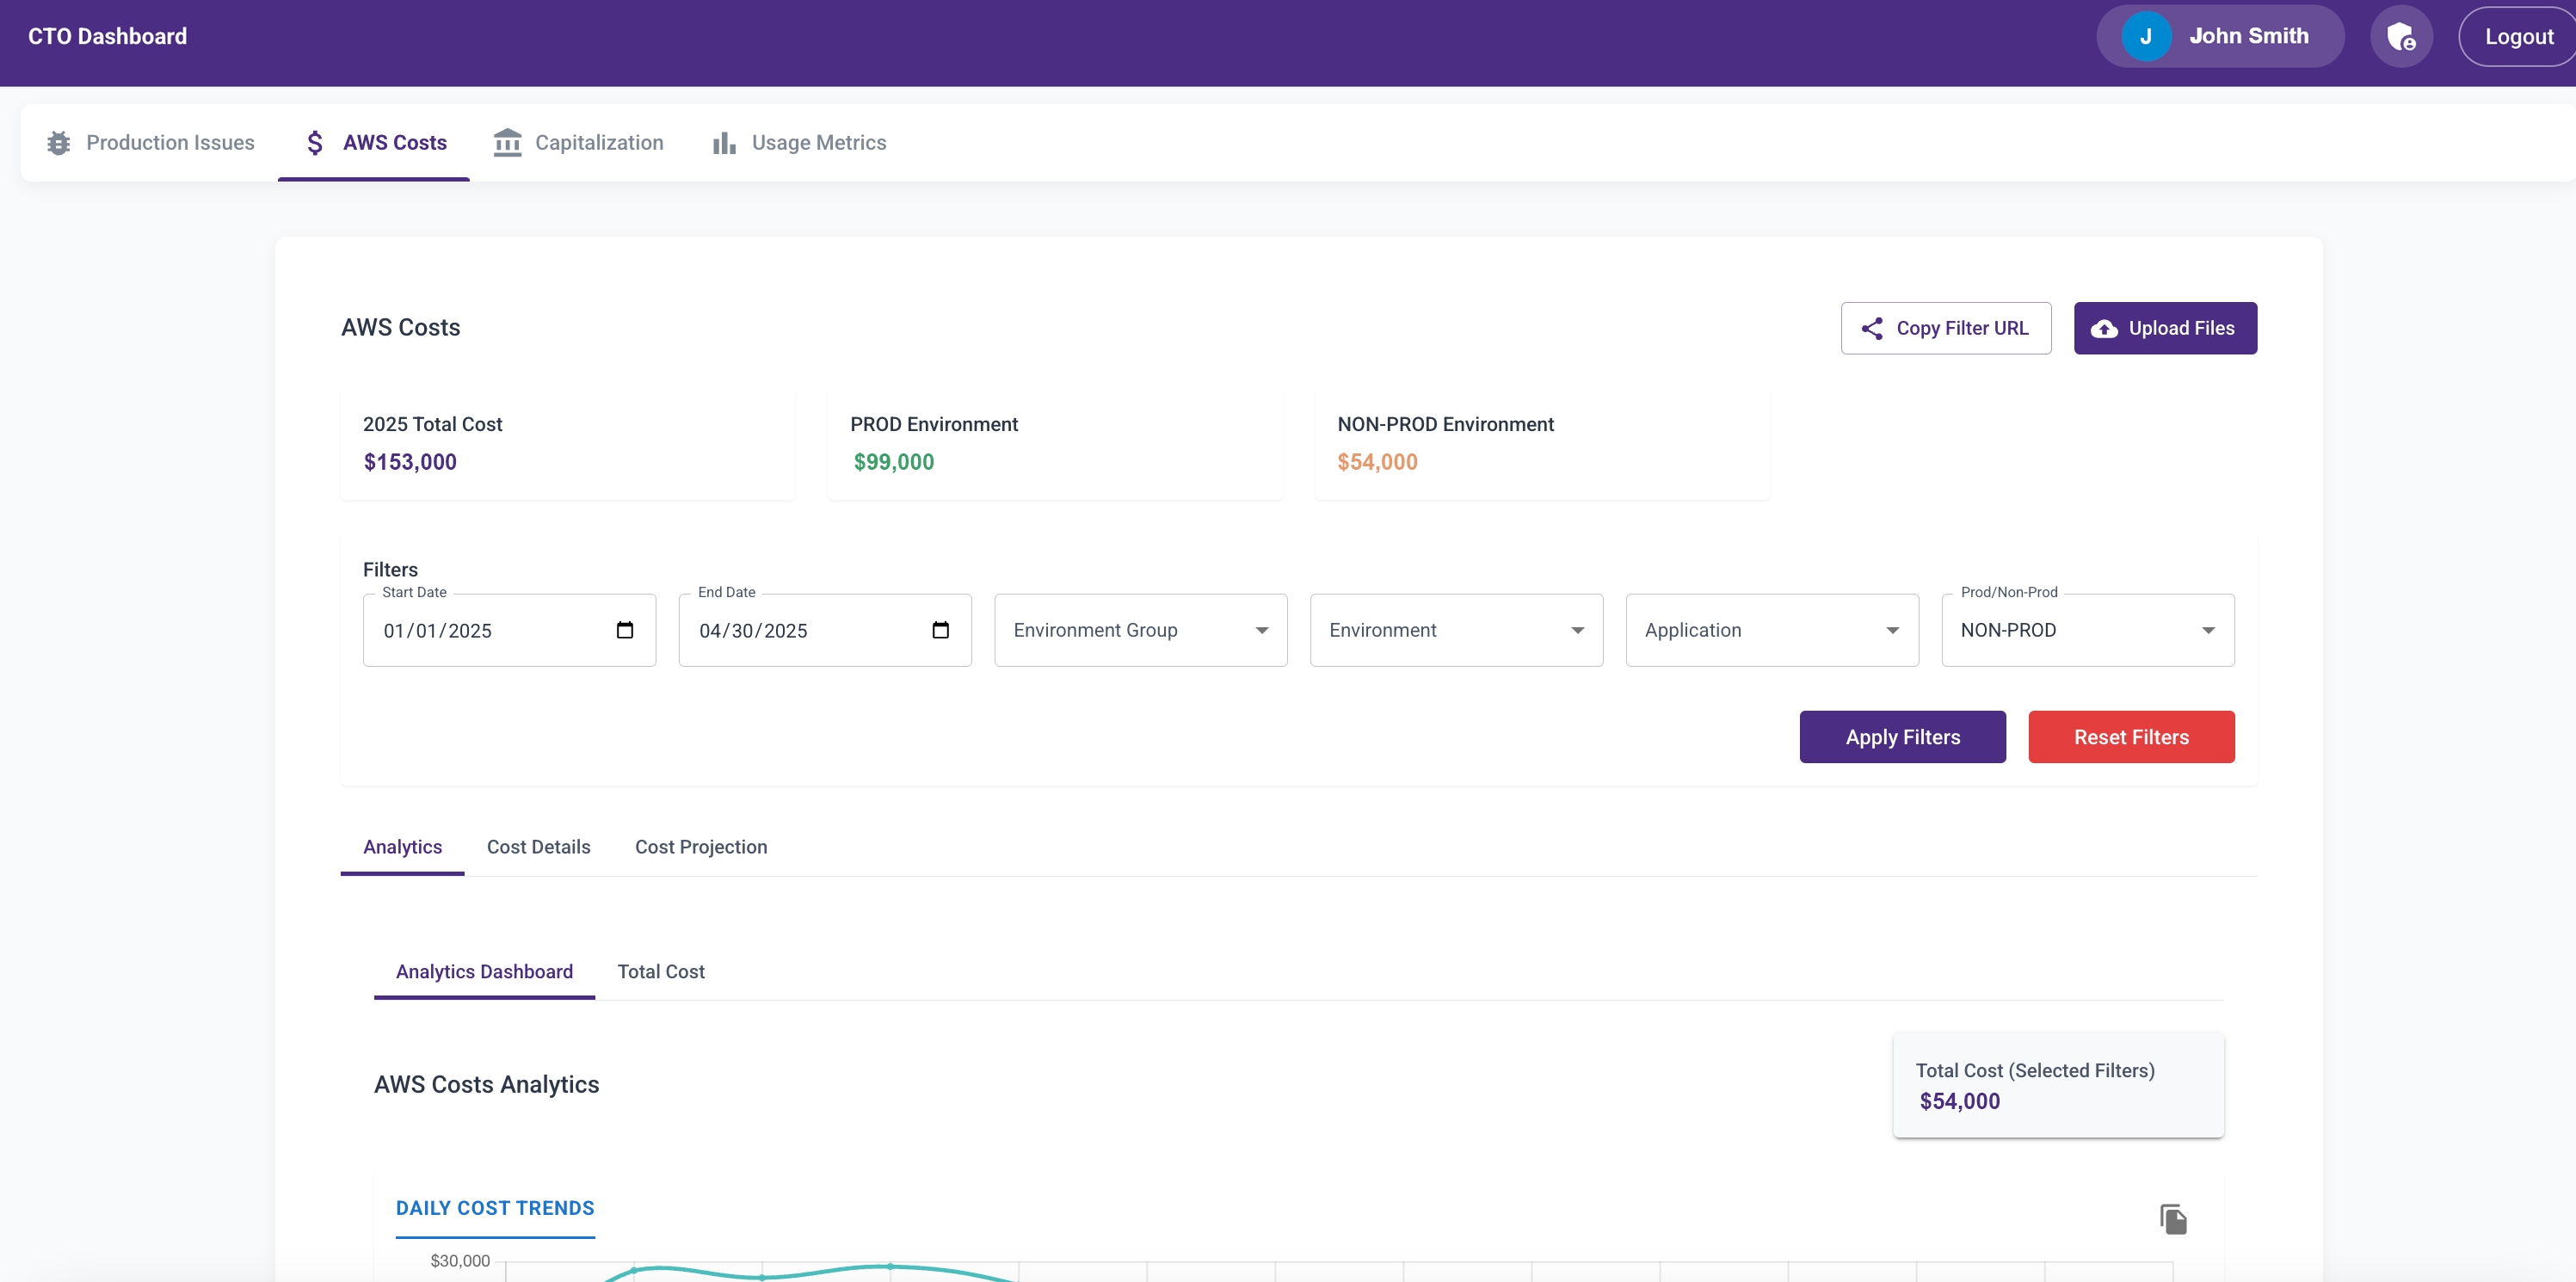 CTO Dashboard
J John Smith Logout
Production Issues AWS Costs Capitalization Usage Metrics
AWS Costs
Copy Filter URL Upload Files
2025 Total Cost PROD Environment NON-PROD Environment
$153,000 $99,000 $54,000
Filters
Start Date End Date Prod/Non-Prod
01/01/2025 04/30/2025 Environment Group Environment Application NON-PROD
Apply Filters Reset Filters
Analytics Cost Details Cost Projection
Analytics Dashboard Total Cost
Total Cost (Selected Filters)
AWS Costs Analytics
$54,000
DAILY COST TRENDS
$30,000